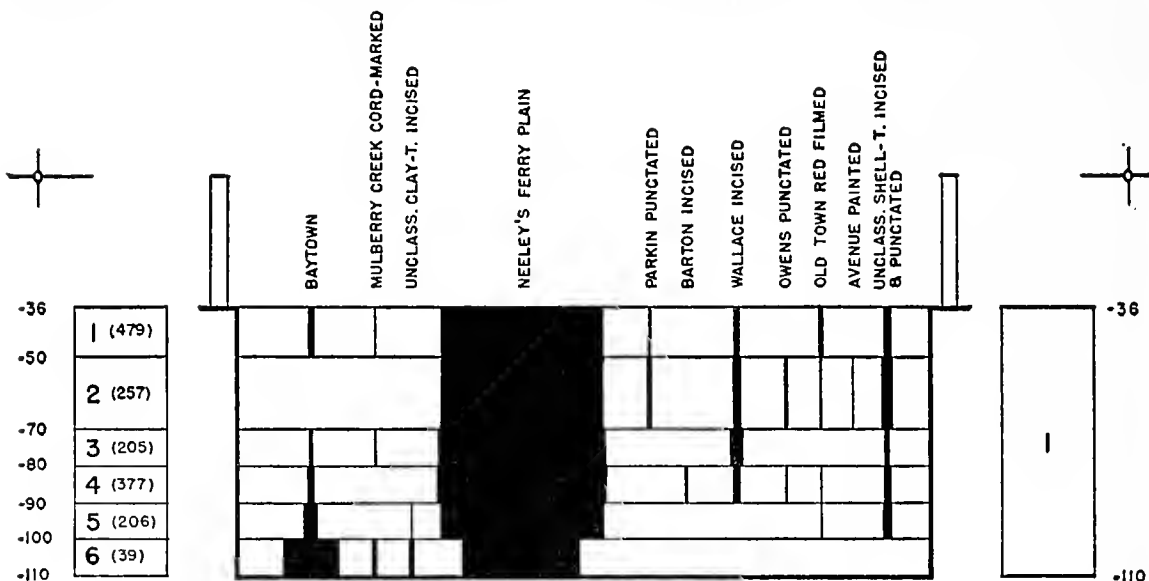 BAYTOWN
MULBERRY CREEK CORD-MARKED
UNCLASS. CLAY-T. INCISED
NEELEY'S FERRY PLAIN
PARKIN PUNCTATED
BARTON INCISED
WALLACE INCISED
OWENS PUNCTATED
OLD TOWN RED FILMED
AVENUE PAINTED
UNCLASS. SHELL-T. INCISED
& PUNCTATED
-36
1 (479)
-50
2 (257)
-70
3 (205)
-80
4 (377)
-90
5 (206)
-100
6 (39)
-110
-36
1
-110